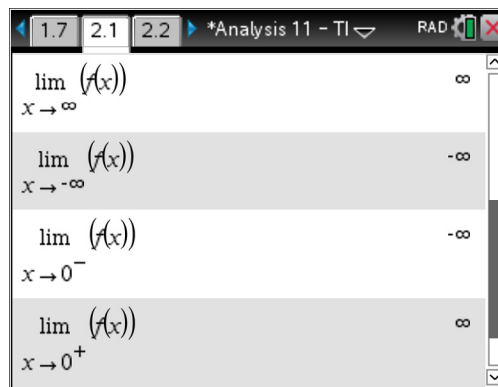 1.7 2.1 2.2 *Analysis 11 – TI RAD
lim (f(x)) ∞
x→∞
lim (f(x)) -∞
x→-∞
lim (f(x)) -∞
x→0⁻
lim (f(x)) ∞
x→0⁺